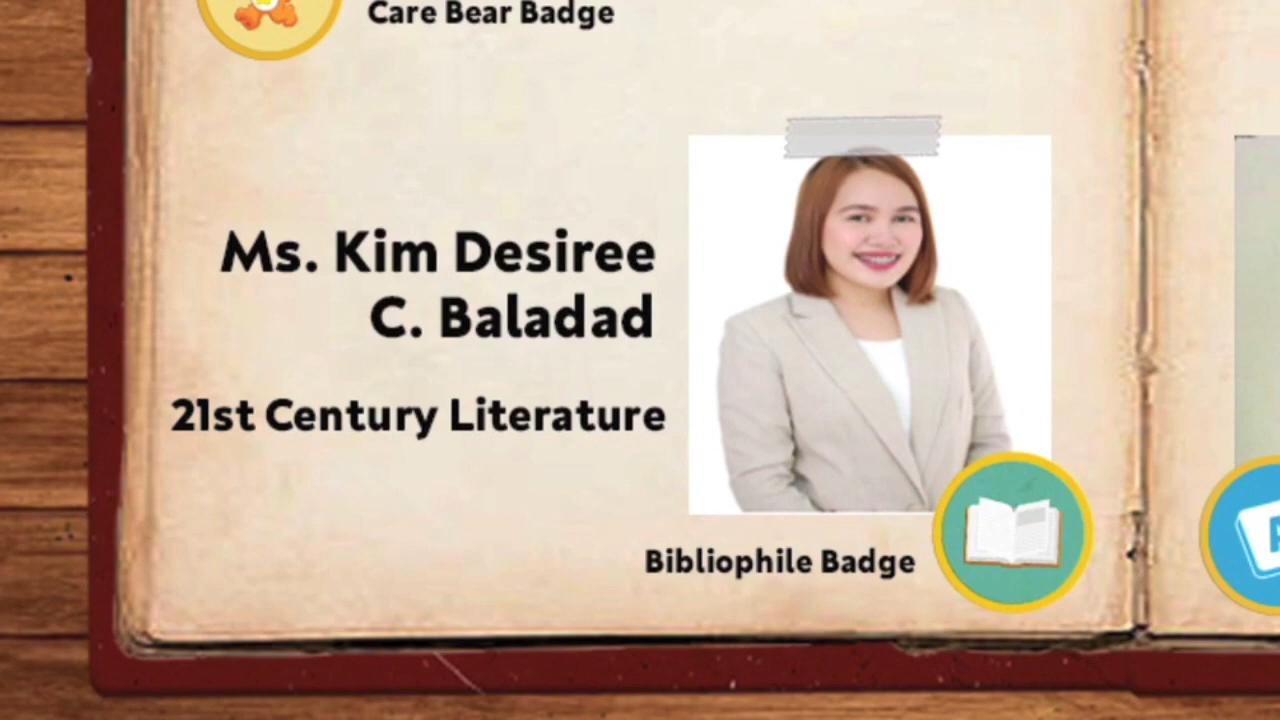 Care Bear Badge
Ms. Kim Desiree
C. Baladad
21st Century Literature
Bibliophile Badge